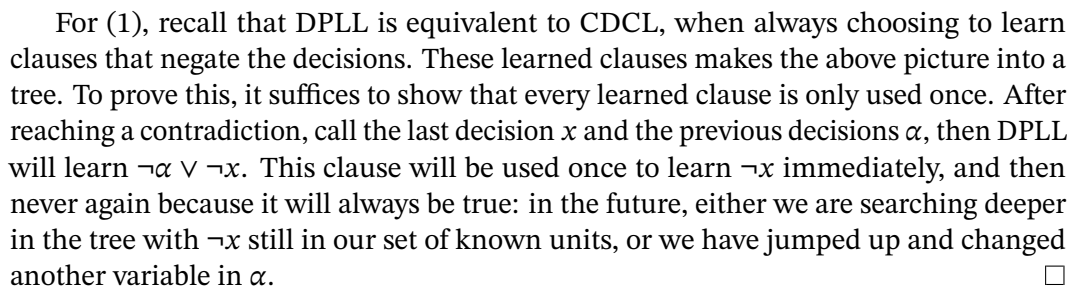 For (1), recall that DPLL is equivalent to CDCL, when always choosing to learn
clauses that negate the decisions. These learned clauses makes the above picture into a
tree. To prove this, it suffices to show that every learned clause is only used once. After
reaching a contradiction, call the last decision x and the previous decisions α, then DPLL
will learn ¬α ∨ ¬x. This clause will be used once to learn ¬x immediately, and then
never again because it will always be true: in the future, either we are searching deeper
in the tree with ¬x still in our set of known units, or we have jumped up and changed
another variable in α. □